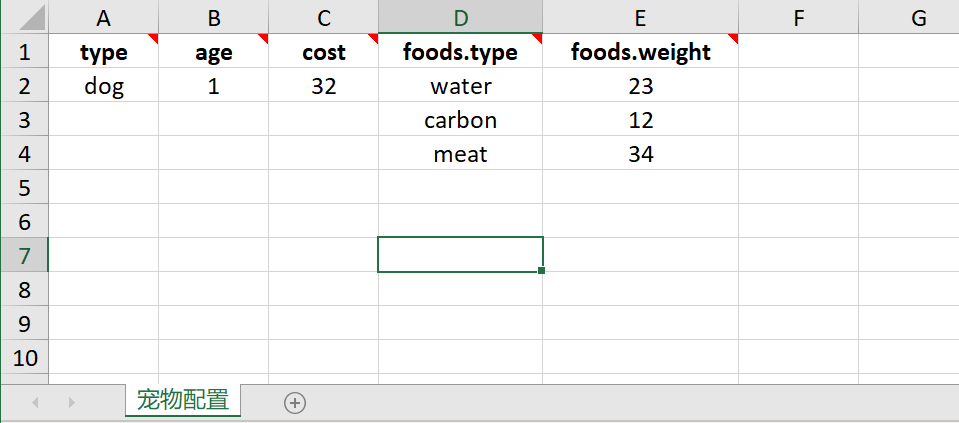 A B C D E F G
1 type age cost foods.type foods.weight
2 dog 1 32 water 23
3 carbon 12
4 meat 34
5
6
7
8
9
10
宠物配置